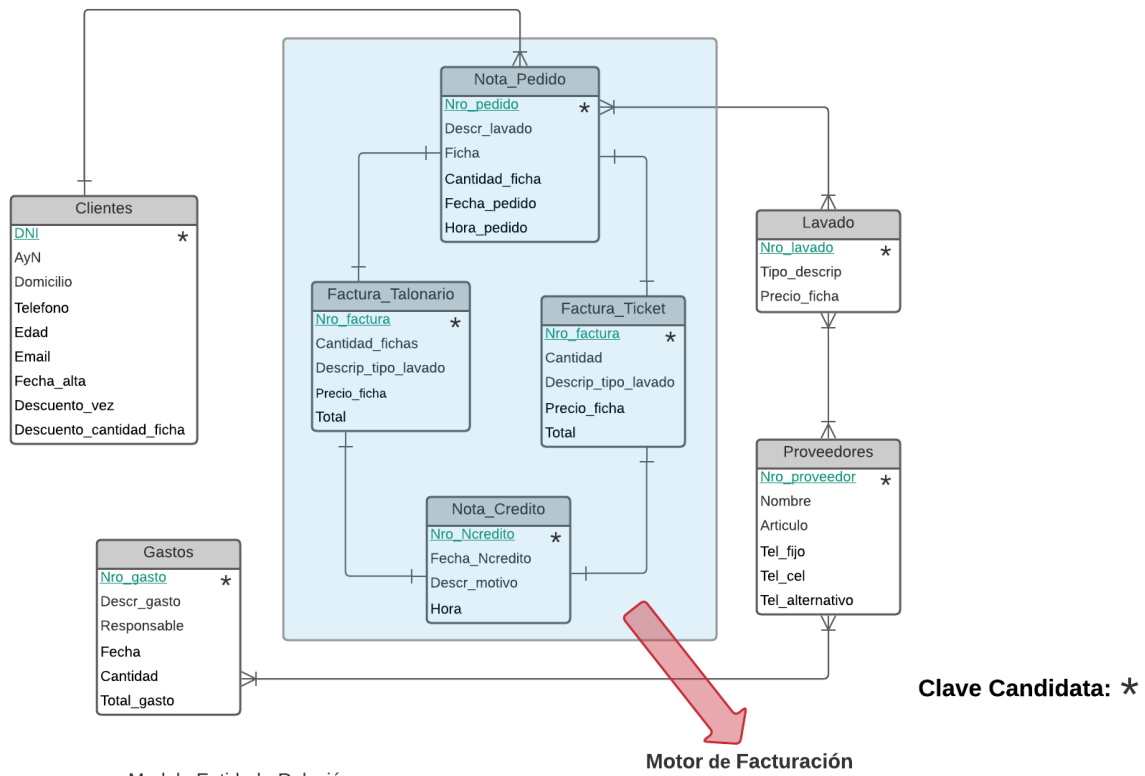 Nota_Pedido
Nro_pedido *
Descr_lavado
Ficha
Cantidad_ficha
Fecha_pedido
Hora_pedido
Clientes
DNI *
AyN
Domicilio
Telefono
Edad
Email
Fecha_alta
Descuento_vez
Descuento_cantidad_ficha
Lavado
Nro_lavado *
Tipo_descrip
Precio_ficha
Factura_Talonario
Nro_factura *
Cantidad_fichas
Descrip_tipo_lavado
Precio_ficha
Total
Factura_Ticket
Nro_factura *
Cantidad
Descrip_tipo_lavado
Precio_ficha
Total
Proveedores
Nro_proveedor *
Nombre
Articulo
Tel_fijo
Tel_cel
Tel_alternativo
Nota_Credito
Nro_Ncredito *
Fecha_Ncredito
Descr_motivo
Hora
Gastos
Nro_gasto *
Descr_gasto
Responsable
Fecha
Cantidad
Total_gasto
Clave Candidata: *
Motor de Facturación